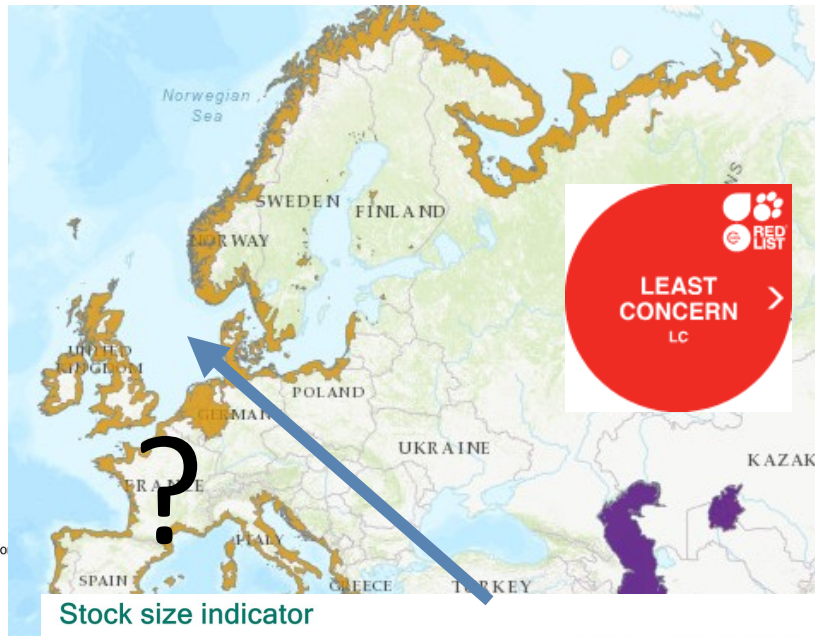 Norwegian
Sea
SWEDEN
FINLAND
NORWAY
RED
LIST
LEAST
CONCERN
LC
UNITED
KINGDOM
POLAND
GERMAN
UKRAINE
KAZAK
?
FRANCE
ITALY
SPAIN
GREECE
TURKEY
Stock size indicator